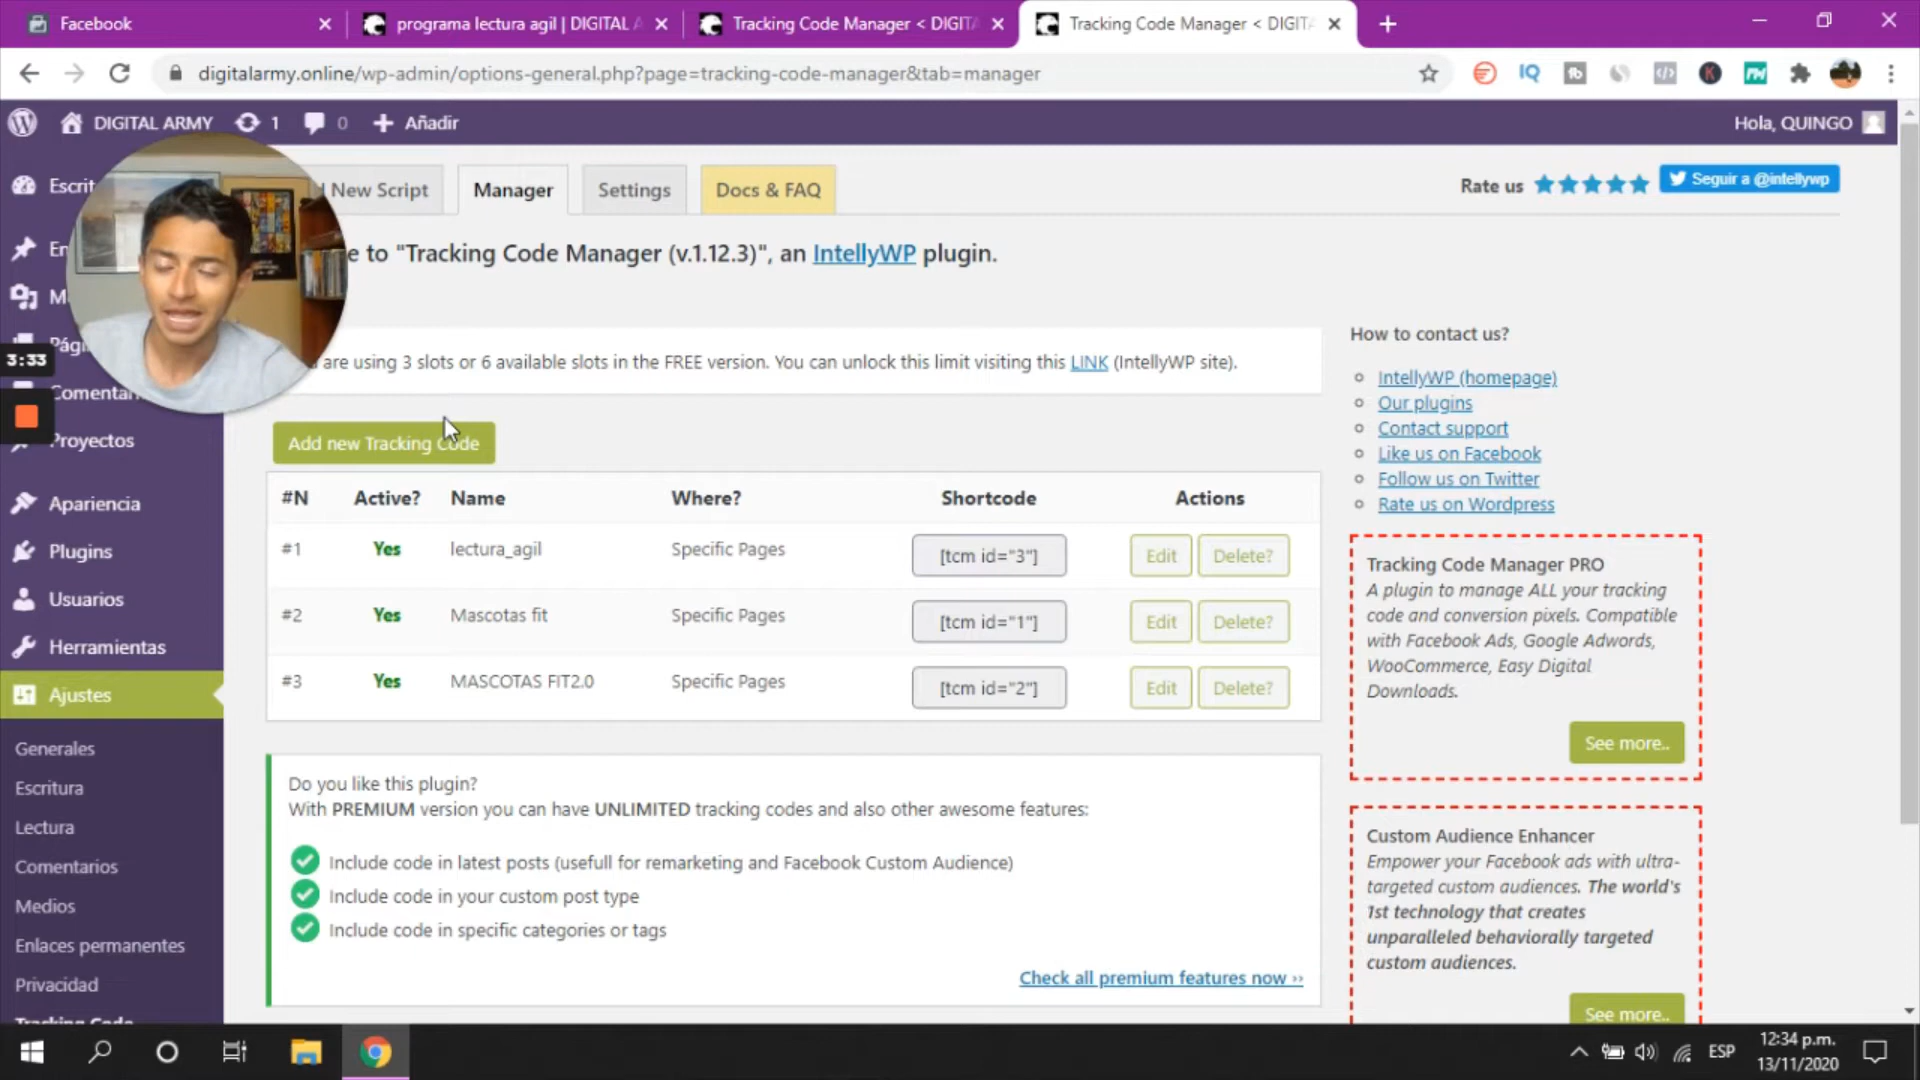 Facebook
programa lectura agil | DIGITAL A
Tracking Code Manager < DIGITA
Tracking Code Manager < DIGITA
digitalarmy.online/wp-admin/options-general.php?page=tracking-code-manager&tab=manager
DIGITAL ARMY
1
0
Añadir
Hola, QUINGO
New Script
Manager
Settings
Docs & FAQ
Rate us
Seguir a @intellywp
e to "Tracking Code Manager (v.1.12.3)", an IntellyWP plugin.
are using 3 slots or 6 available slots in the FREE version. You can unlock this limit visiting this LINK (IntellyWP site).
Add new Tracking Code
#N Active? Name Where? Shortcode Actions
#1 Yes lectura_agil Specific Pages [tcm id="3"] Edit Delete?
#2 Yes Mascotas fit Specific Pages [tcm id="1"] Edit Delete?
#3 Yes MASCOTAS FIT2.0 Specific Pages [tcm id="2"] Edit Delete?
Do you like this plugin?
With PREMIUM version you can have UNLIMITED tracking codes and also other awesome features:
Include code in latest posts (usefull for remarketing and Facebook Custom Audience)
Include code in your custom post type
Include code in specific categories or tags
Check all premium features now ››
How to contact us?
IntellyWP (homepage)
Our plugins
Contact support
Like us on Facebook
Follow us on Twitter
Rate us on Wordpress
Tracking Code Manager PRO
A plugin to manage ALL your tracking
code and conversion pixels. Compatible
with Facebook Ads, Google Adwords,
WooCommerce, Easy Digital
Downloads.
See more..
Custom Audience Enhancer
Empower your Facebook ads with ultra-
targeted custom audiences. The world's
1st technology that creates
unparalleled behaviorally targeted
custom audiences.
See more..
Escrit
En
M
Pági
3:33
Comentar
Proyectos
Apariencia
Plugins
Usuarios
Herramientas
Ajustes
Generales
Escritura
Lectura
Comentarios
Medios
Enlaces permanentes
Privacidad
Tracking Code
ESP
12:34 p.m.
13/11/2020